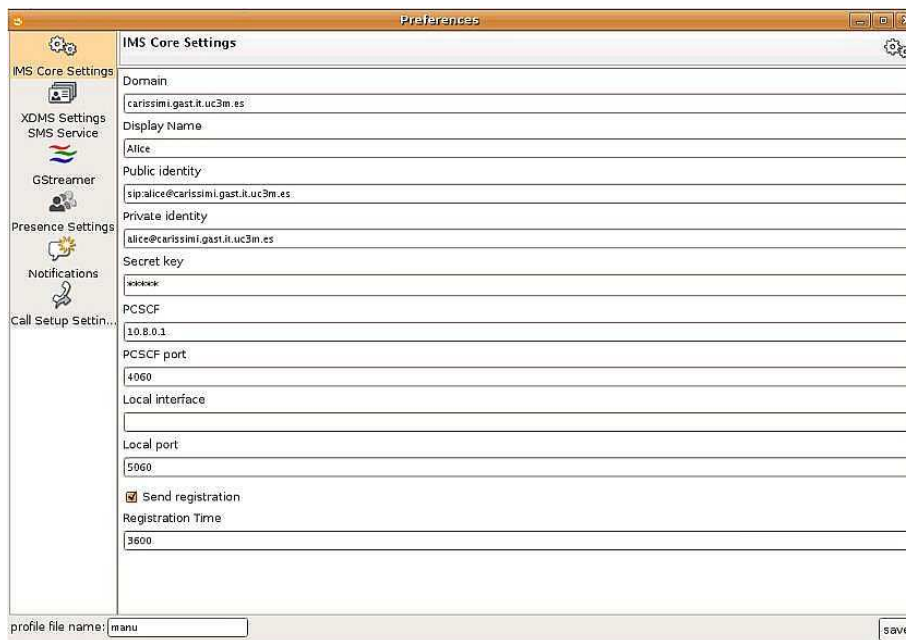 Preferences
IMS Core Settings
XDMS Settings
SMS Service
GStreamer
Presence Settings
Notifications
Call Setup Settin...
IMS Core Settings
Domain
carissimi.gast.it.uc3m.es
Display Name
Alice
Public identity
sip:alice@carissimi.gast.it.uc3m.es
Private identity
alice@carissimi.gast.it.uc3m.es
Secret key
*****
PCSCF
10.8.0.1
PCSCF port
4060
Local interface
Local port
5060
Send registration
Registration Time
3600
profile file name: manu
save